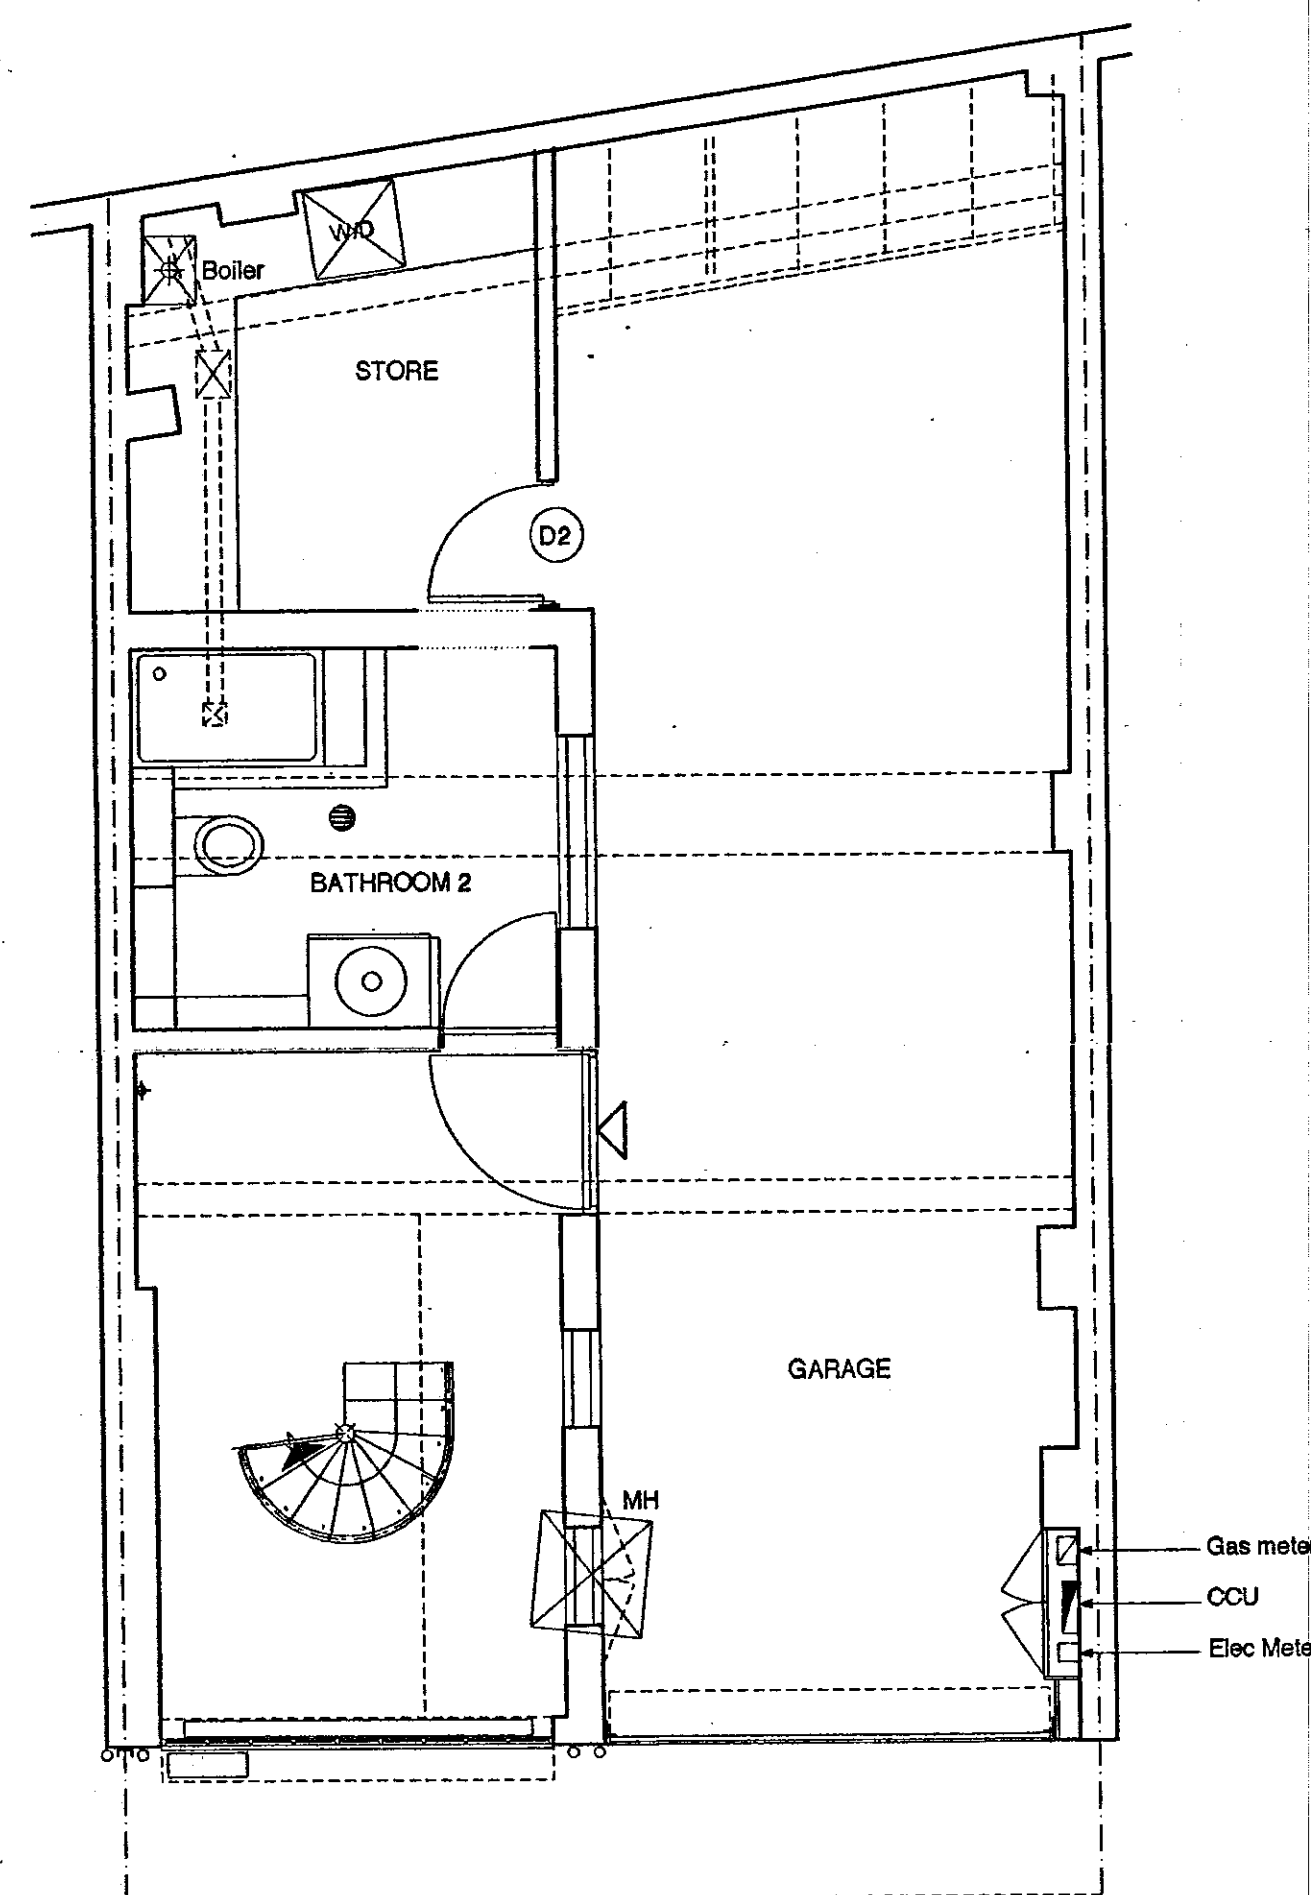 W/D
Boiler
STORE
D2
BATHROOM 2
GARAGE
MH
Gas mete
CCU
Elec Mete